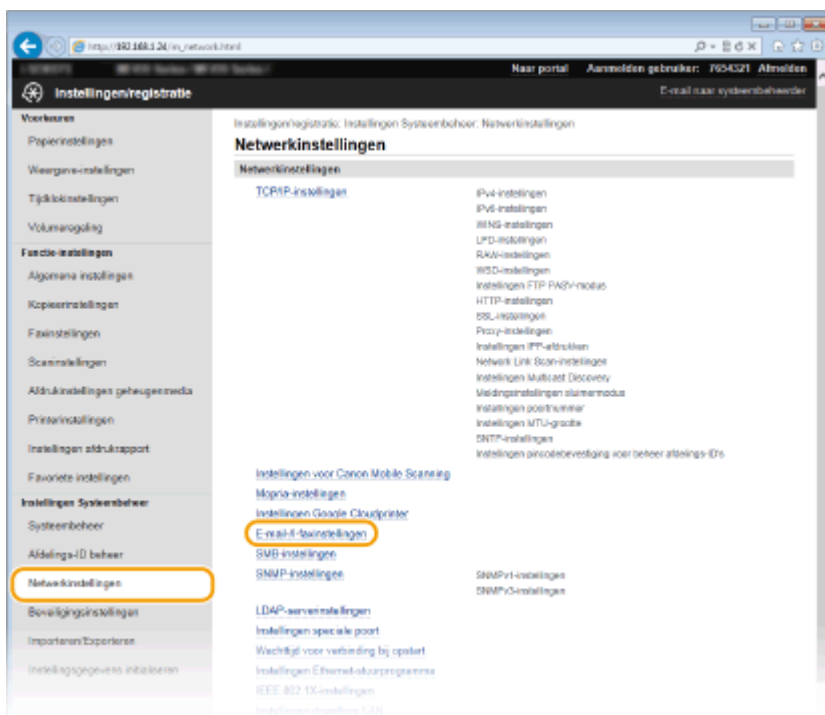 http://192.168.1.24/m_network.html
Naar portal Aanmelden gebruiker: 7654321 Afmelden
Instellingen/registratie
E-mail naar systeembeheerder
Voorkeuren
Papierinstellingen
Weergave-instellingen
Tijdklokinstellingen
Volumeregeling
Functie-instellingen
Algemene instellingen
Kopieerinstellingen
Faxinstellingen
Scaninstellingen
Afdrukinstellingen geheugenmedia
Printerinstellingen
Instellingen afdrukrapport
Favoriete instellingen
Instellingen Systeembeheer
Systeembeheer
Afdelings-ID beheer
Netwerkinstellingen
Beveiligingsinstellingen
Importeren/Exporteren
Instellingsgegevens initialiseren
Instellingen/registratie: Instellingen Systeembeheer: Netwerkinstellingen
Netwerkinstellingen
Netwerkinstellingen
TCP/IP-instellingen
IPv4-instellingen
IPv6-instellingen
WINS-instellingen
LPD-instellingen
RAW-instellingen
WSD-instellingen
Instellingen FTP PASV-modus
HTTP-instellingen
SSL-instellingen
Proxy-instellingen
Instellingen IPP-afdrukken
Network Link Scan-instellingen
Instellingen Multicast Discovery
Meldingsinstellingen sluimermodus
Instellingen poortnummer
Instellingen MTU-grootte
SNTP-instellingen
Instellingen pincodebevestiging voor beheer afdelings-ID's
Instellingen voor Canon Mobile Scanning
Mopria-instellingen
Instellingen Google Cloudprinter
E-mail-/I-faxinstellingen
SMB-instellingen
SNMP-instellingen
SNMPv1-instellingen
SNMPv3-instellingen
LDAP-serverinstellingen
Instellingen speciale poort
Wachttijd voor verbinding bij opstart
Instellingen Ethernet-stuurprogramma
IEEE 802.1X-instellingen
Instellingen draadloze LAN